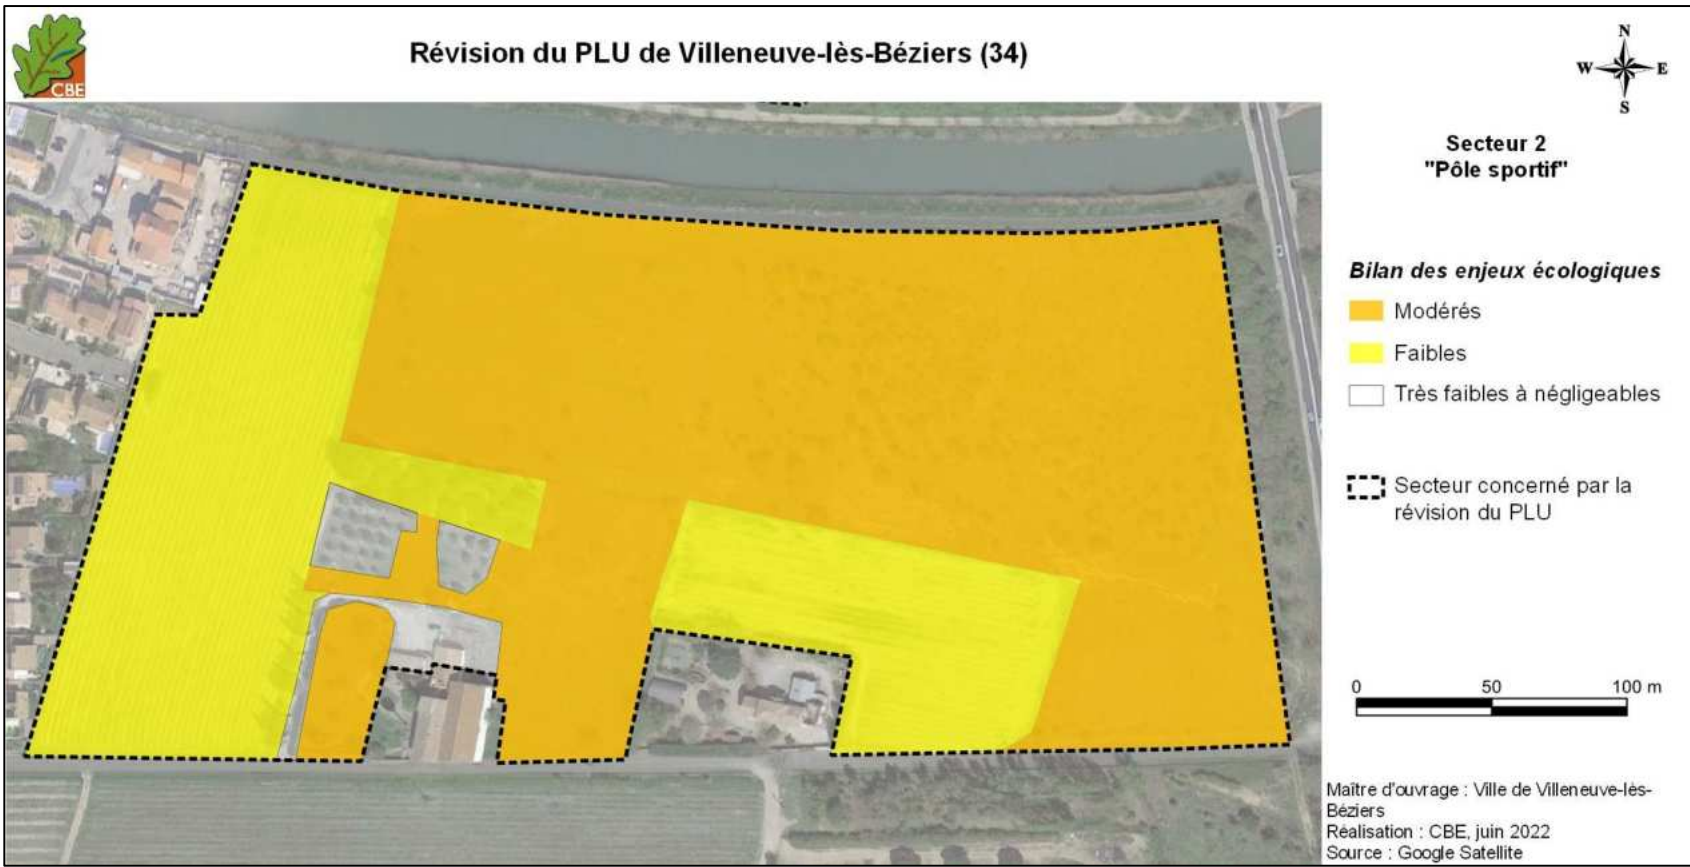 CBE
Révision du PLU de Villeneuve-lès-Béziers (34)
N
W E
S
Secteur 2
"Pôle sportif"
Bilan des enjeux écologiques
Modérés
Faibles
Très faibles à négligeables
Secteur concerné par la
révision du PLU
0 50 100 m
Maître d'ouvrage : Ville de Villeneuve-lès-
Béziers
Réalisation : CBE, juin 2022
Source : Google Satellite